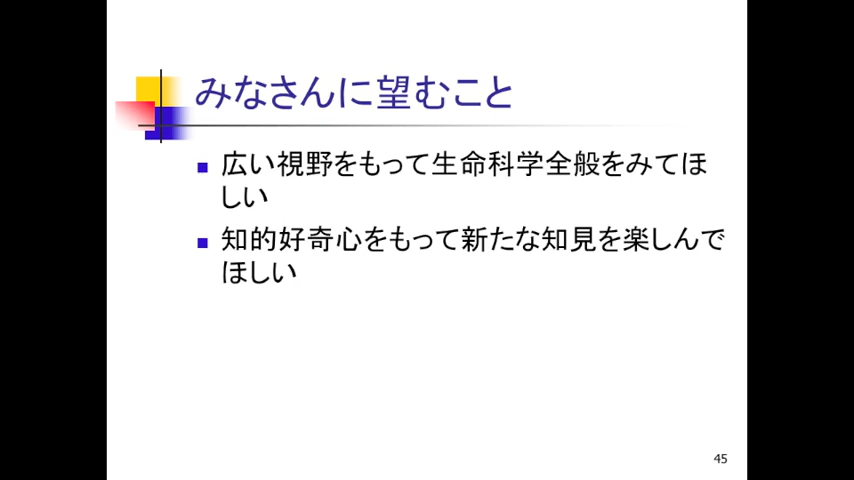 みなさんに望むこと
広い視野をもって生命科学全般をみてほ
しい
知的好奇心をもって新たな知見を楽しんで
ほしい
45